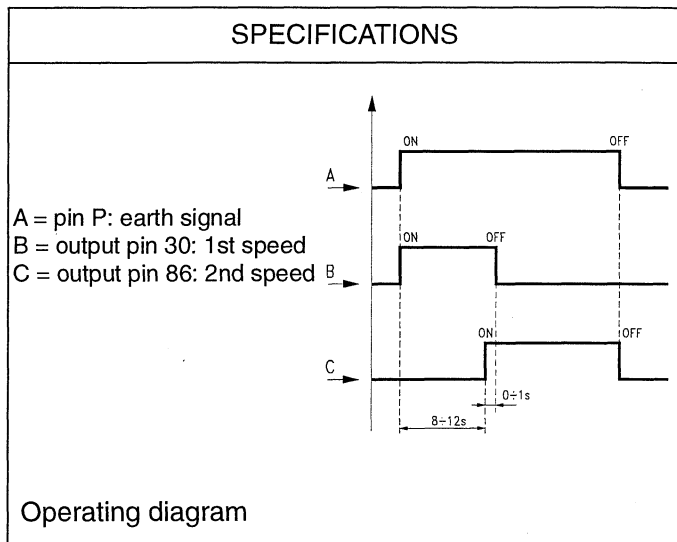 SPECIFICATIONS
ON
OFF
A
A = pin P: earth signal
B = output pin 30: 1st speed
C = output pin 86: 2nd speed
ON
OFF
B
ON
OFF
C
0÷1s
8÷12s
Operating diagram